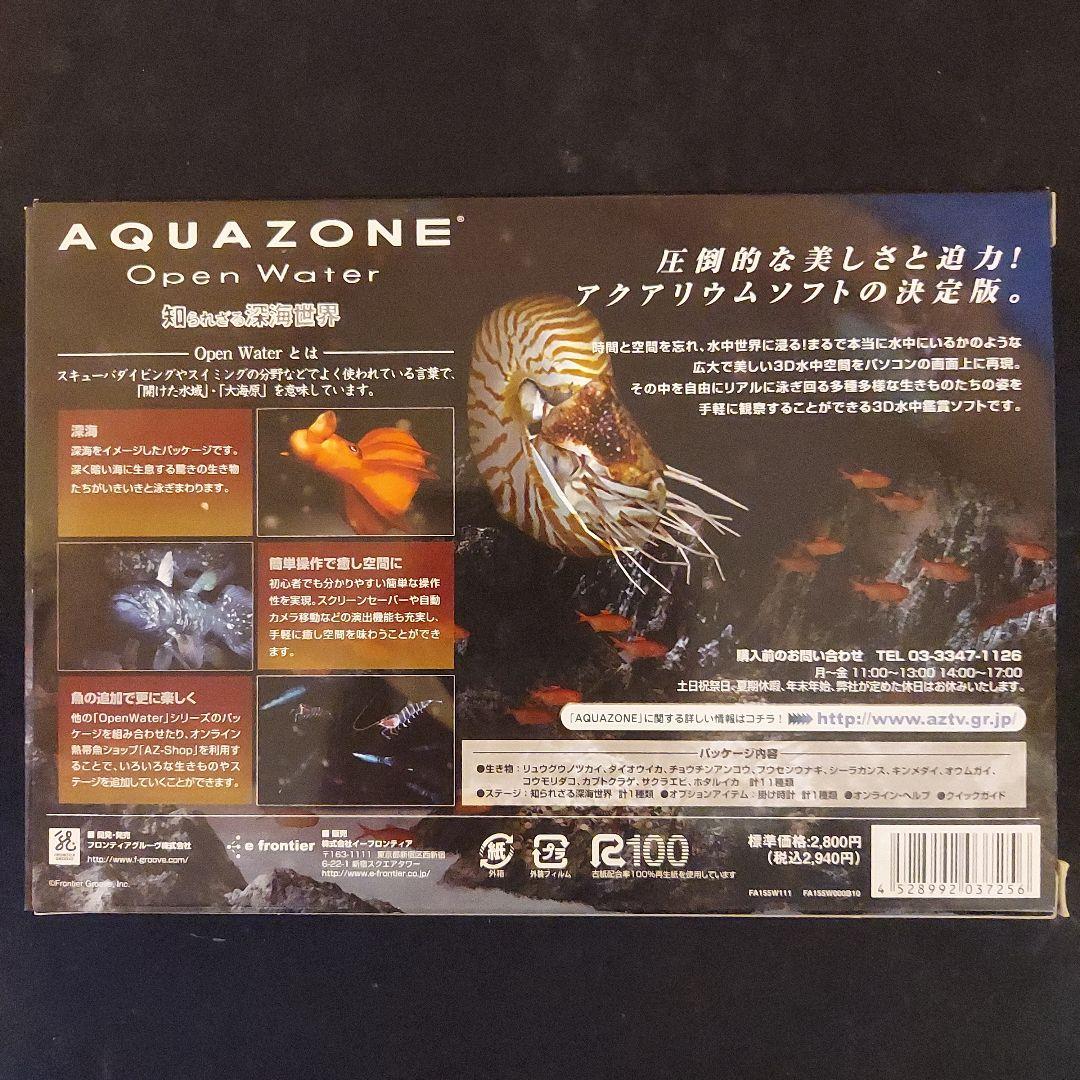 AQUAZONE®
Open Water
知られざる深海世界
Open Water とは
スキューバダイビングやスイミングの分野などでよく使われている言葉で、
「開けた水域」・「大海原」を意味しています。
深海
深海をイメージしたパッケージです。
深く暗い海に生息する驚きの生き物
たちがいきいきと泳ぎまわります。
簡単操作で癒し空間に
初心者でも分かりやすい簡単な操作
性を実現。スクリーンセーバーや自動
カメラ移動などの演出機能も充実し、
手軽に癒し空間を味わうことができ
ます。
魚の追加で更に楽しく
他の「OpenWater」シリーズのパッ
ケージを組み合わせたり、オンライン
熱帯魚ショップ「AZ-Shop」を利用す
ることで、いろいろな生きものやス
テージを追加していくことができます。
圧倒的な美しさと迫力!
アクアリウムソフトの決定版。
時間と空間を忘れ、水中世界に浸る!まるで本当に水中にいるかのような
広大で美しい3D水中空間をパソコンの画面上に再現。
その中を自由にリアルに泳ぎ回る多種多様な生きものたちの姿を
手軽に観察することができる3D水中鑑賞ソフトです。
購入前のお問い合わせ TEL 03-3347-1126
月〜金 11:00〜13:00 14:00〜17:00
土日祝祭日、夏期休暇、年末年始、弊社が定めた休日はお休みいたします。
「AQUAZONE」に関する詳しい情報はコチラ! http://www.aztv.gr.jp/
パッケージ内容
●生き物:リュウグウノツカイ、ダイオウイカ、チョウチンアンコウ、フウセンウナギ、シーラカンス、キンメダイ、オウムガイ、
コウモリダコ、カブトクラゲ、サクラエビ、ホタルイカ 計11種類
●ステージ:知られざる深海世界 計1種類 ●オプションアイテム:掛け時計 計1種類 ●オンライン・ヘルプ ●クイックガイド
■開発・発売
フロンティアグルーヴ株式会社
http://www.f-groove.com/
©Frontier Groove, Inc.
e frontier
■販売
株式会社イーフロンティア
〒163-1111 東京都新宿区西新宿
6-22-1 新宿スクエアタワー
http://www.e-frontier.co.jp/
紙
外箱
プラ
外装フィルム
R100
古紙配合率100%再生紙を使用しています
標準価格:2,800円
(税込2,940円)
FA1SSW111 FA1SSW000B10
4 528992 037256